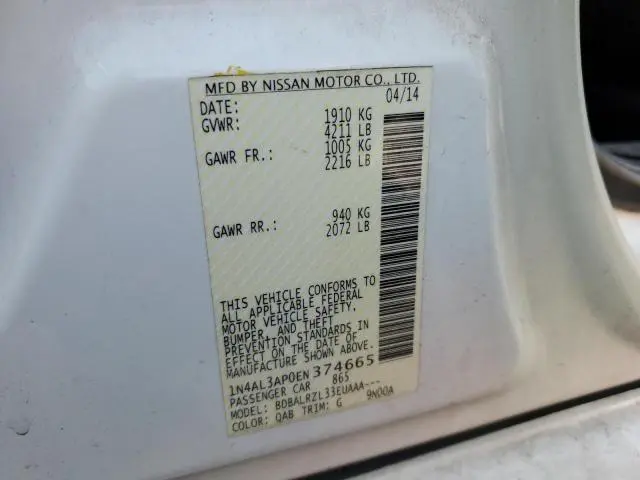 MFD BY NISSAN MOTOR CO., LTD.
DATE: 04/14
GVWR: 1910 KG
4211 LB
GAWR FR.: 1005 KG
2216 LB
GAWR RR.: 940 KG
2072 LB
THIS VEHICLE CONFORMS TO
ALL APPLICABLE FEDERAL
MOTOR VEHICLE SAFETY,
BUMPER, AND THEFT
PREVENTION STANDARDS IN
EFFECT ON THE DATE OF
MANUFACTURE SHOWN ABOVE.
1N4AL3AP0EN374665
PASSENGER CAR 865
MODEL: BDBALRZL33EUAAA---
COLOR: QAB TRIM: G 9N00A